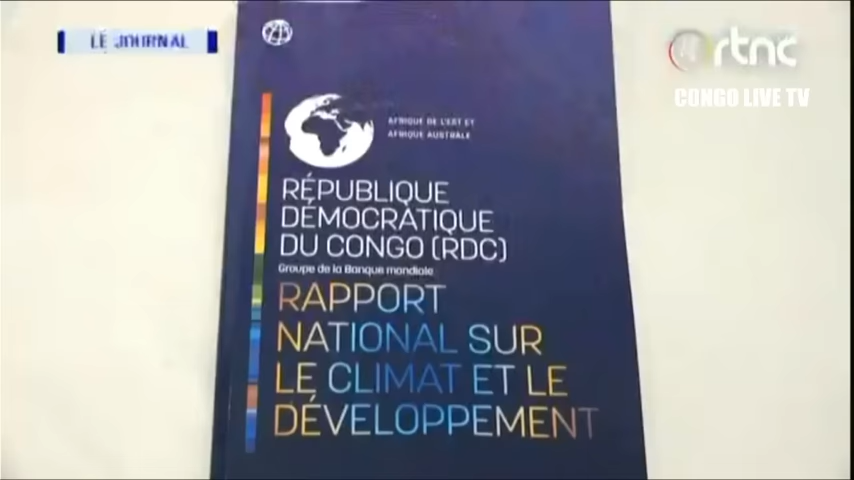 LE JOURNAL
rtnc
CONGO LIVE TV
AFRIQUE DE L'EST ET
AFRIQUE AUSTRALE
RÉPUBLIQUE
DÉMOCRATIQUE
DU CONGO (RDC)
Groupe de la Banque mondiale
RAPPORT
NATIONAL SUR
LE CLIMAT ET LE
DÉVELOPPEMENT